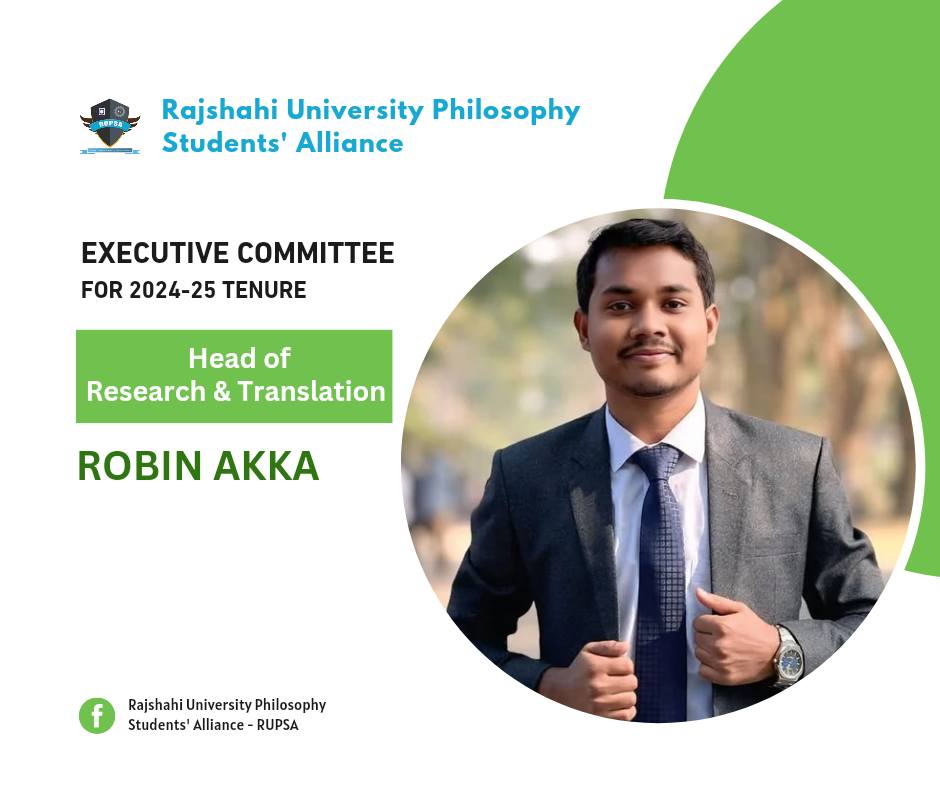 RUPSA
Rajshahi University Philosophy
Students' Alliance
EXECUTIVE COMMITTEE
FOR 2024-25 TENURE
Head of
Research & Translation
ROBIN AKKA
f
Rajshahi University Philosophy
Students' Alliance - RUPSA